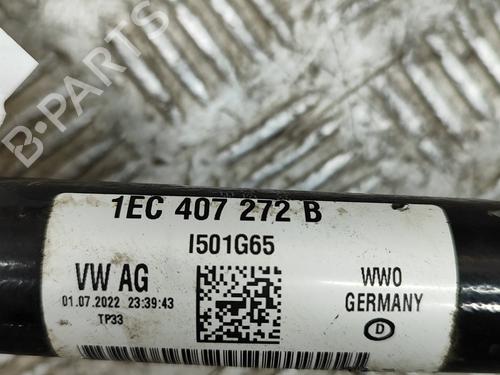 1EC 407 272 B
I501G65
VW AG
01.07.2022 23:39:43
TP33
WWO
GERMANY
D
B-Parts